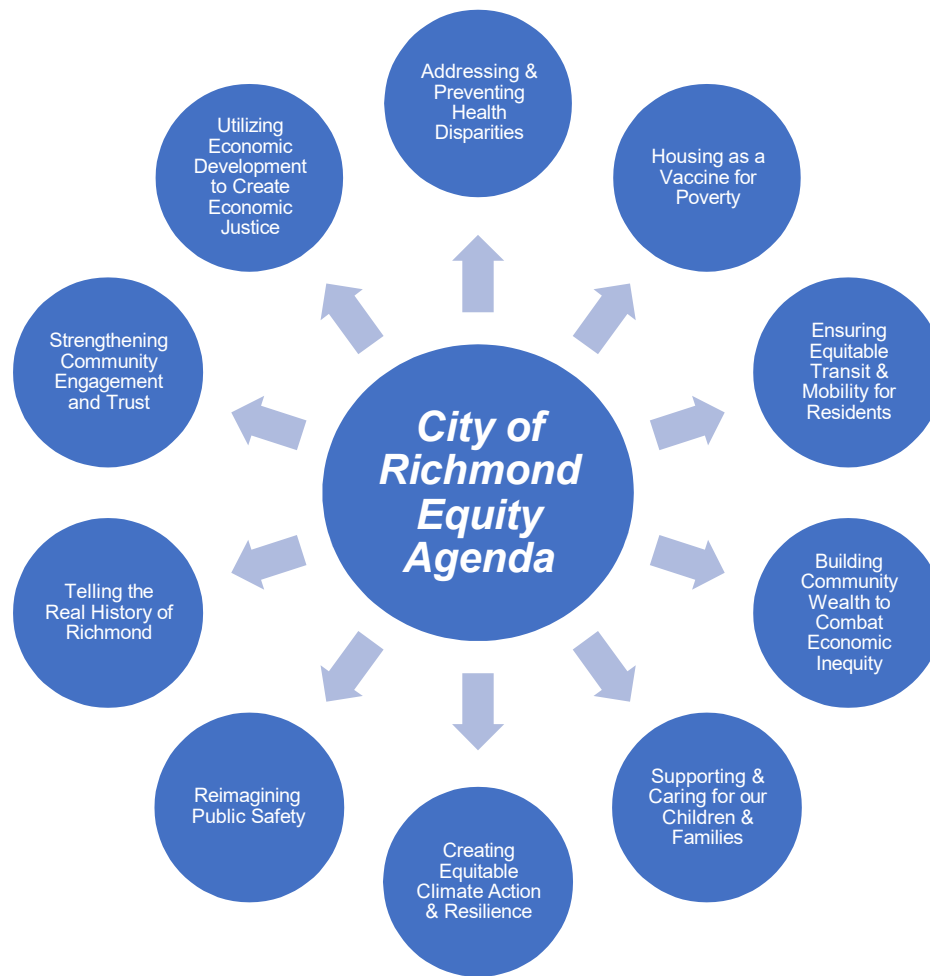 City of
Richmond
Equity
Agenda
Addressing &
Preventing
Health
Disparities
Housing as a
Vaccine for
Poverty
Ensuring
Equitable
Transit &
Mobility for
Residents
Building
Community
Wealth to
Combat
Economic
Inequity
Supporting &
Caring for our
Children &
Families
Creating
Equitable
Climate Action
& Resilience
Reimagining
Public Safety
Telling the
Real History of
Richmond
Strengthening
Community
Engagement
and Trust
Utilizing
Economic
Development
to Create
Economic
Justice